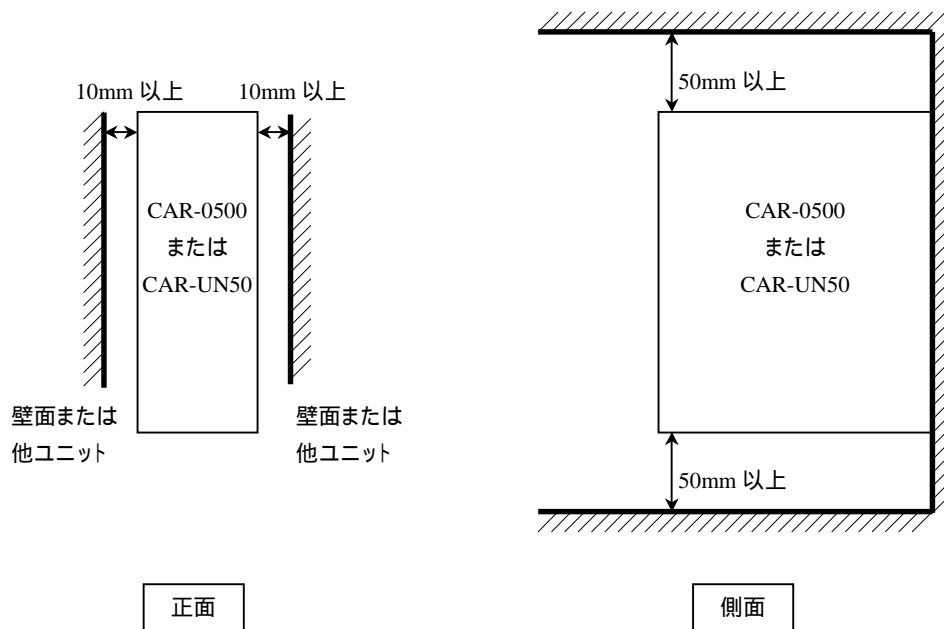 10mm 以上
10mm 以上
CAR-0500
または
CAR-UN50
壁面または
他ユニット
壁面または
他ユニット
正面
50mm 以上
CAR-0500
または
CAR-UN50
50mm 以上
側面